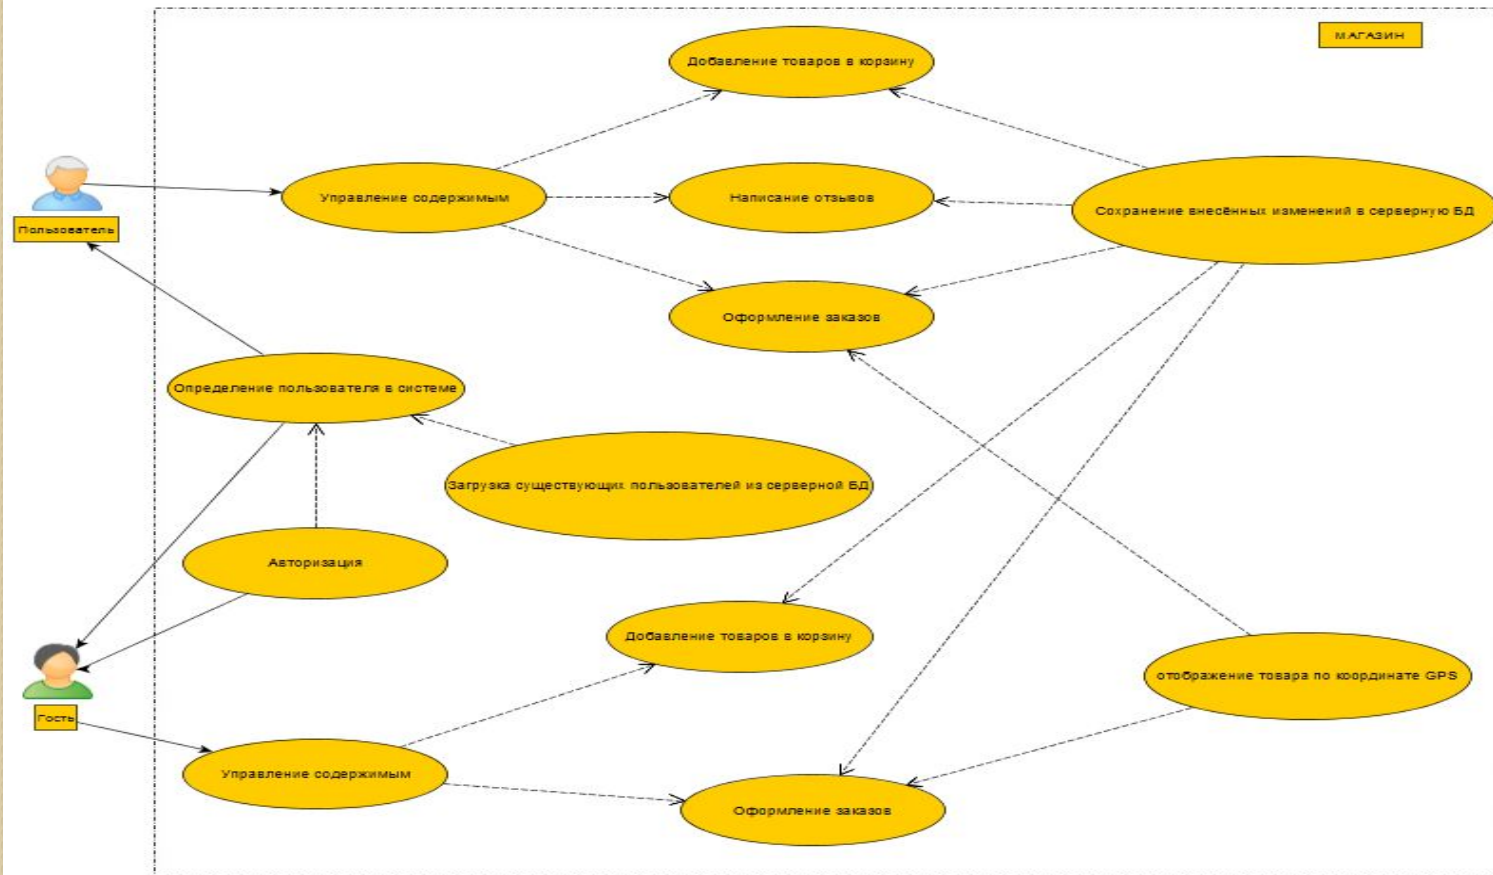 МАГАЗИН
Добавление товаров в корзину
Управление содержимым
Написание отзывов
Сохранение внесённых изменений в серверную БД
Пользователь
Оформление заказов
Определение пользователя в системе
Загрузка существующих пользователей из серверной БД
Авторизация
Добавление товаров в корзину
отображение товара по координате GPS
Гость
Управление содержимым
Оформление заказов